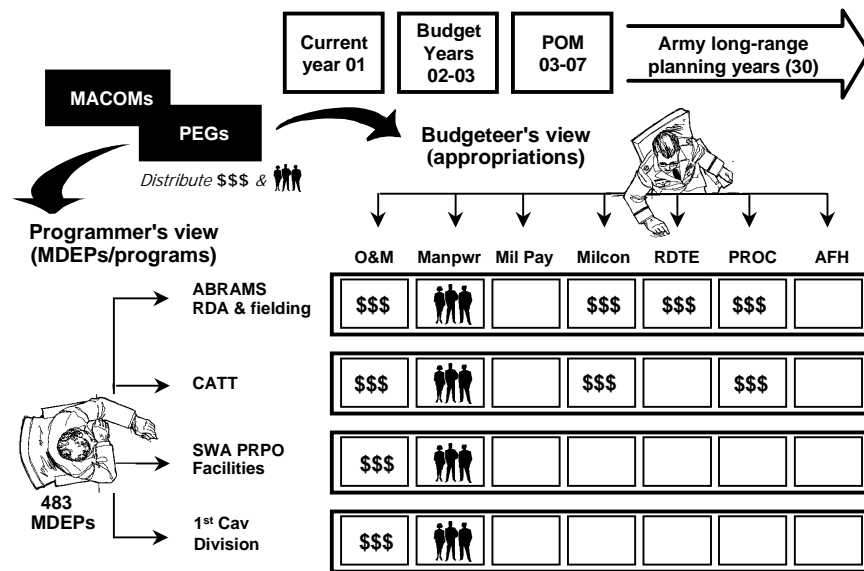 Current
year 01
Budget
Years
02-03
POM
03-07
Army long-range
planning years (30)
MACOMs
PEGs
Distribute $$$ &
Budgeteer's view
(appropriations)
Programmer's view
(MDEPs/programs)
O&M Manpwr Mil Pay Milcon RDTE PROC AFH
ABRAMS
RDA & fielding
$$$ $$$ $$$ $$$
CATT
$$$ $$$ $$$
SWA PRPO
Facilities
$$$
483
MDEPs
1st Cav
Division
$$$